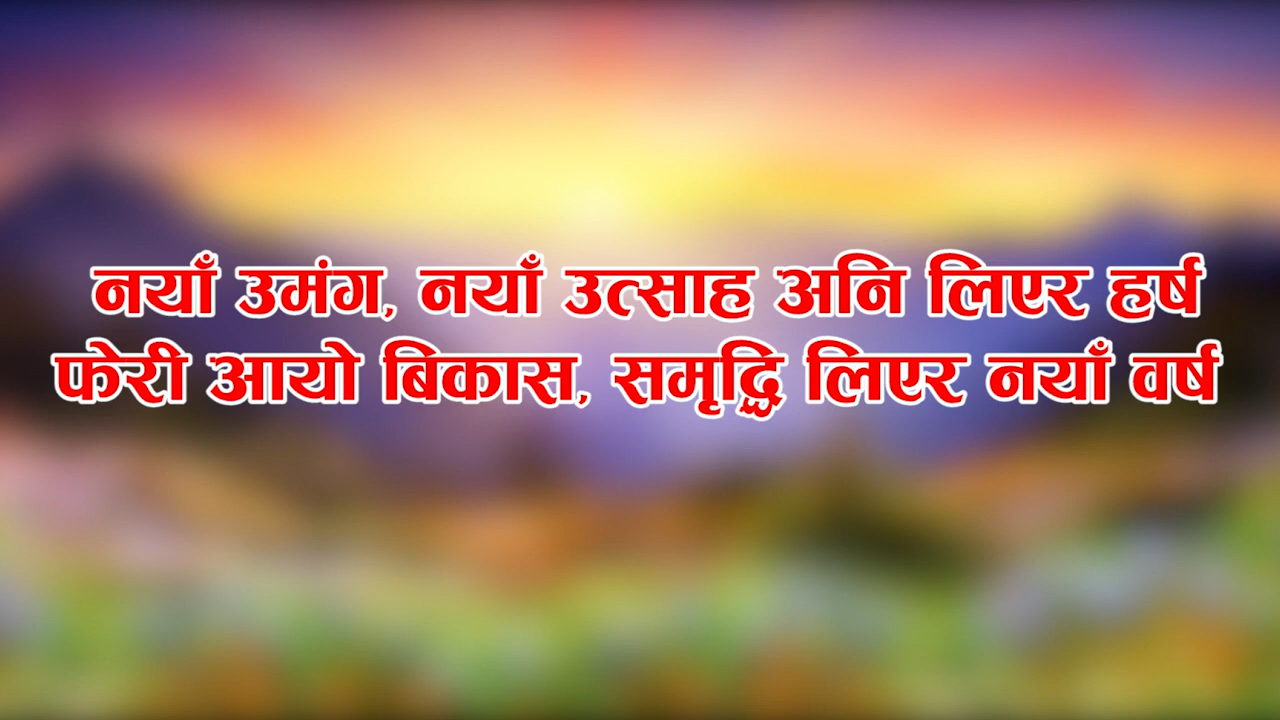 नयाँ उमंग, नयाँ उत्साह अनि लिएर हर्ष
फेरी आयो बिकास, समृद्धि लिएर नयाँ वर्ष